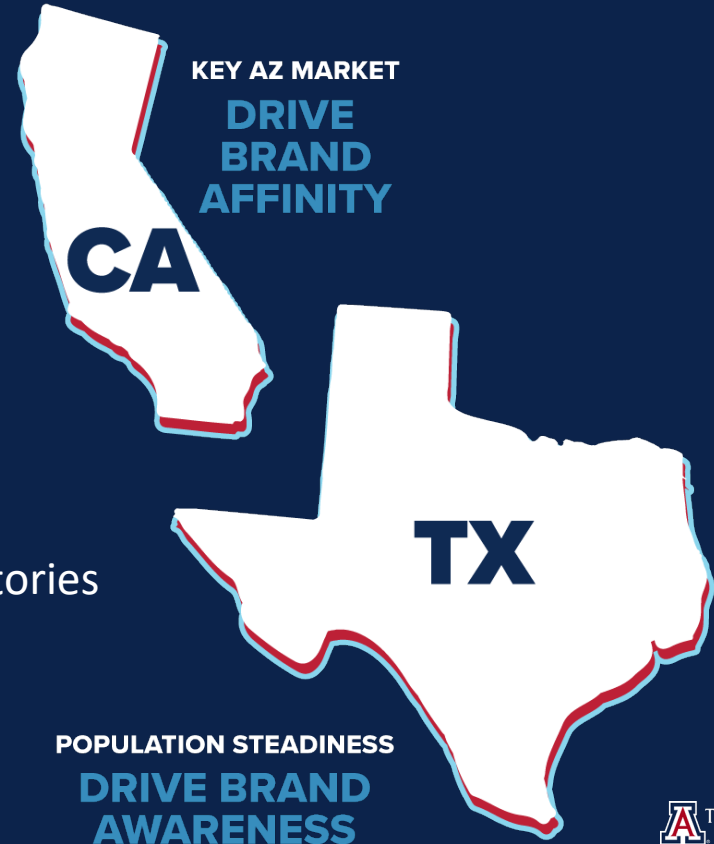 KEY AZ MARKET
DRIVE
BRAND
AFFINITY
CA
TX
tories
POPULATION STEADINESS
DRIVE BRAND
AWARENESS
A T